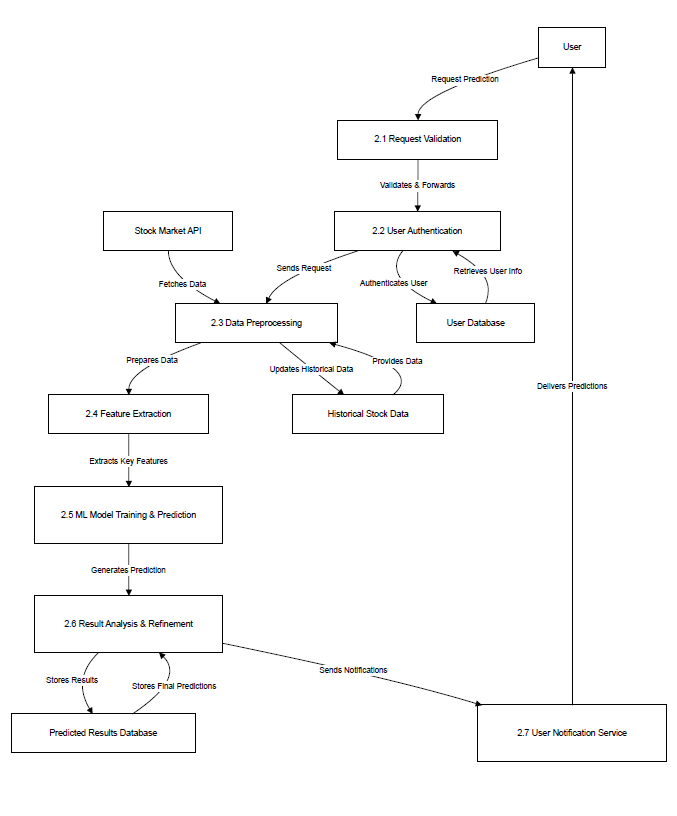 User
Request Prediction
2.1 Request Validation
Validates & Forwards
Stock Market API
2.2 User Authentication
Sends Request
Retrieves User Info
Fetches Data
Authenticates User
2.3 Data Preprocessing
User Database
Prepares Data
Provides Data
Updates Historical Data
Delivers Predictions
2.4 Feature Extraction
Historical Stock Data
Extracts Key Features
2.5 ML Model Training & Prediction
Generates Prediction
2.6 Result Analysis & Refinement
Sends Notifications
Stores Results
Stores Final Predictions
Predicted Results Database
2.7 User Notification Service